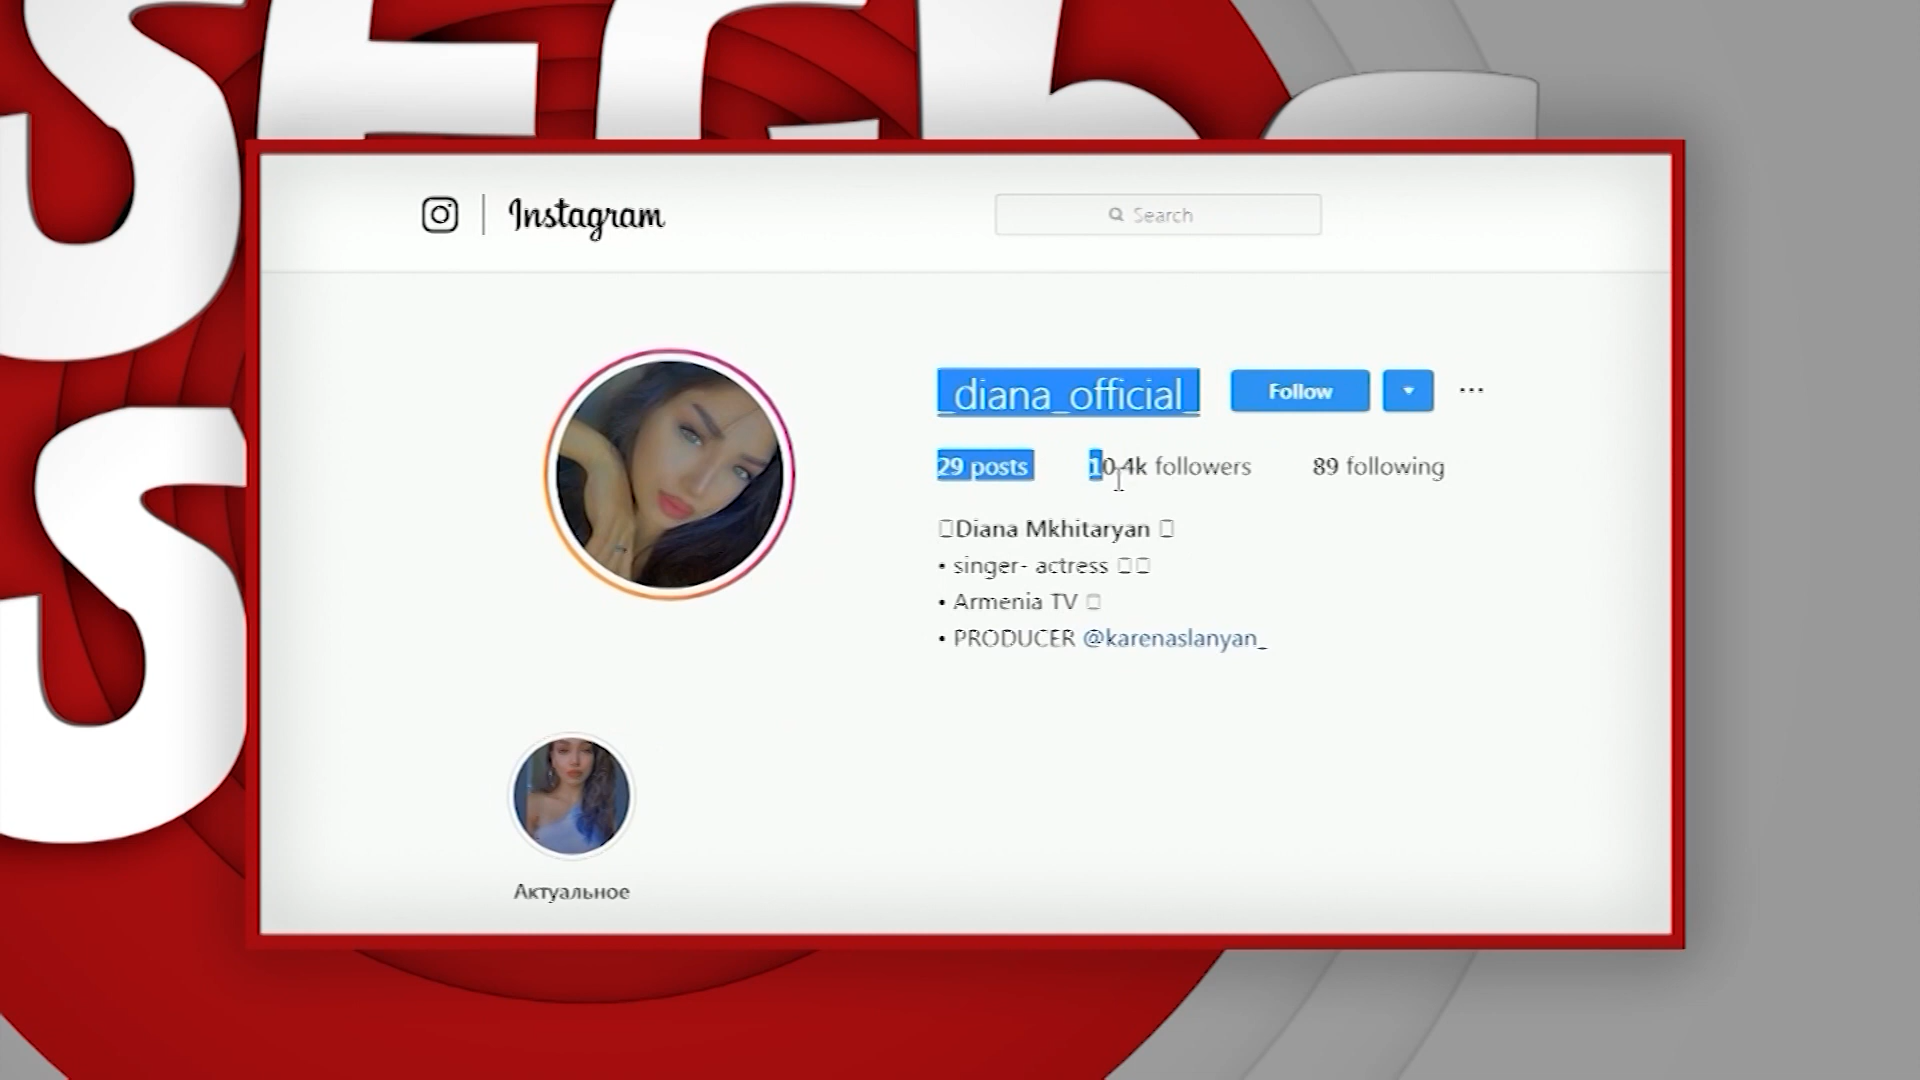 Instagram
Search
_diana_official_
Follow
29 posts
10.4k followers
89 following
Diana Mkhitaryan
• singer- actress
• Armenia TV
• PRODUCER @karenaslanyan_
Актуальное